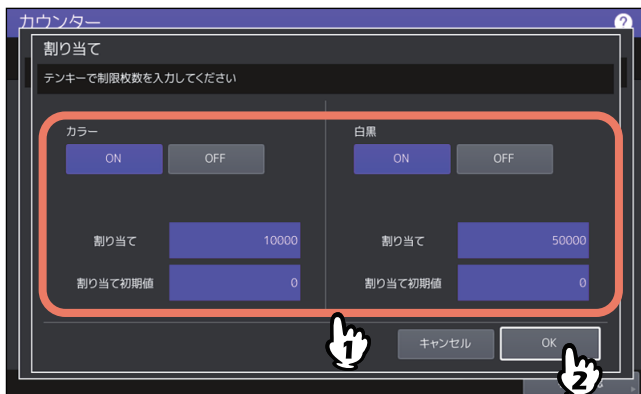 カウンター
?
割り当て
テンキーで制限枚数を入力してください
カラー
ON OFF
割り当て 10000
割り当て初期値 0
白黒
ON OFF
割り当て 50000
割り当て初期値 0
キャンセル OK
1
2